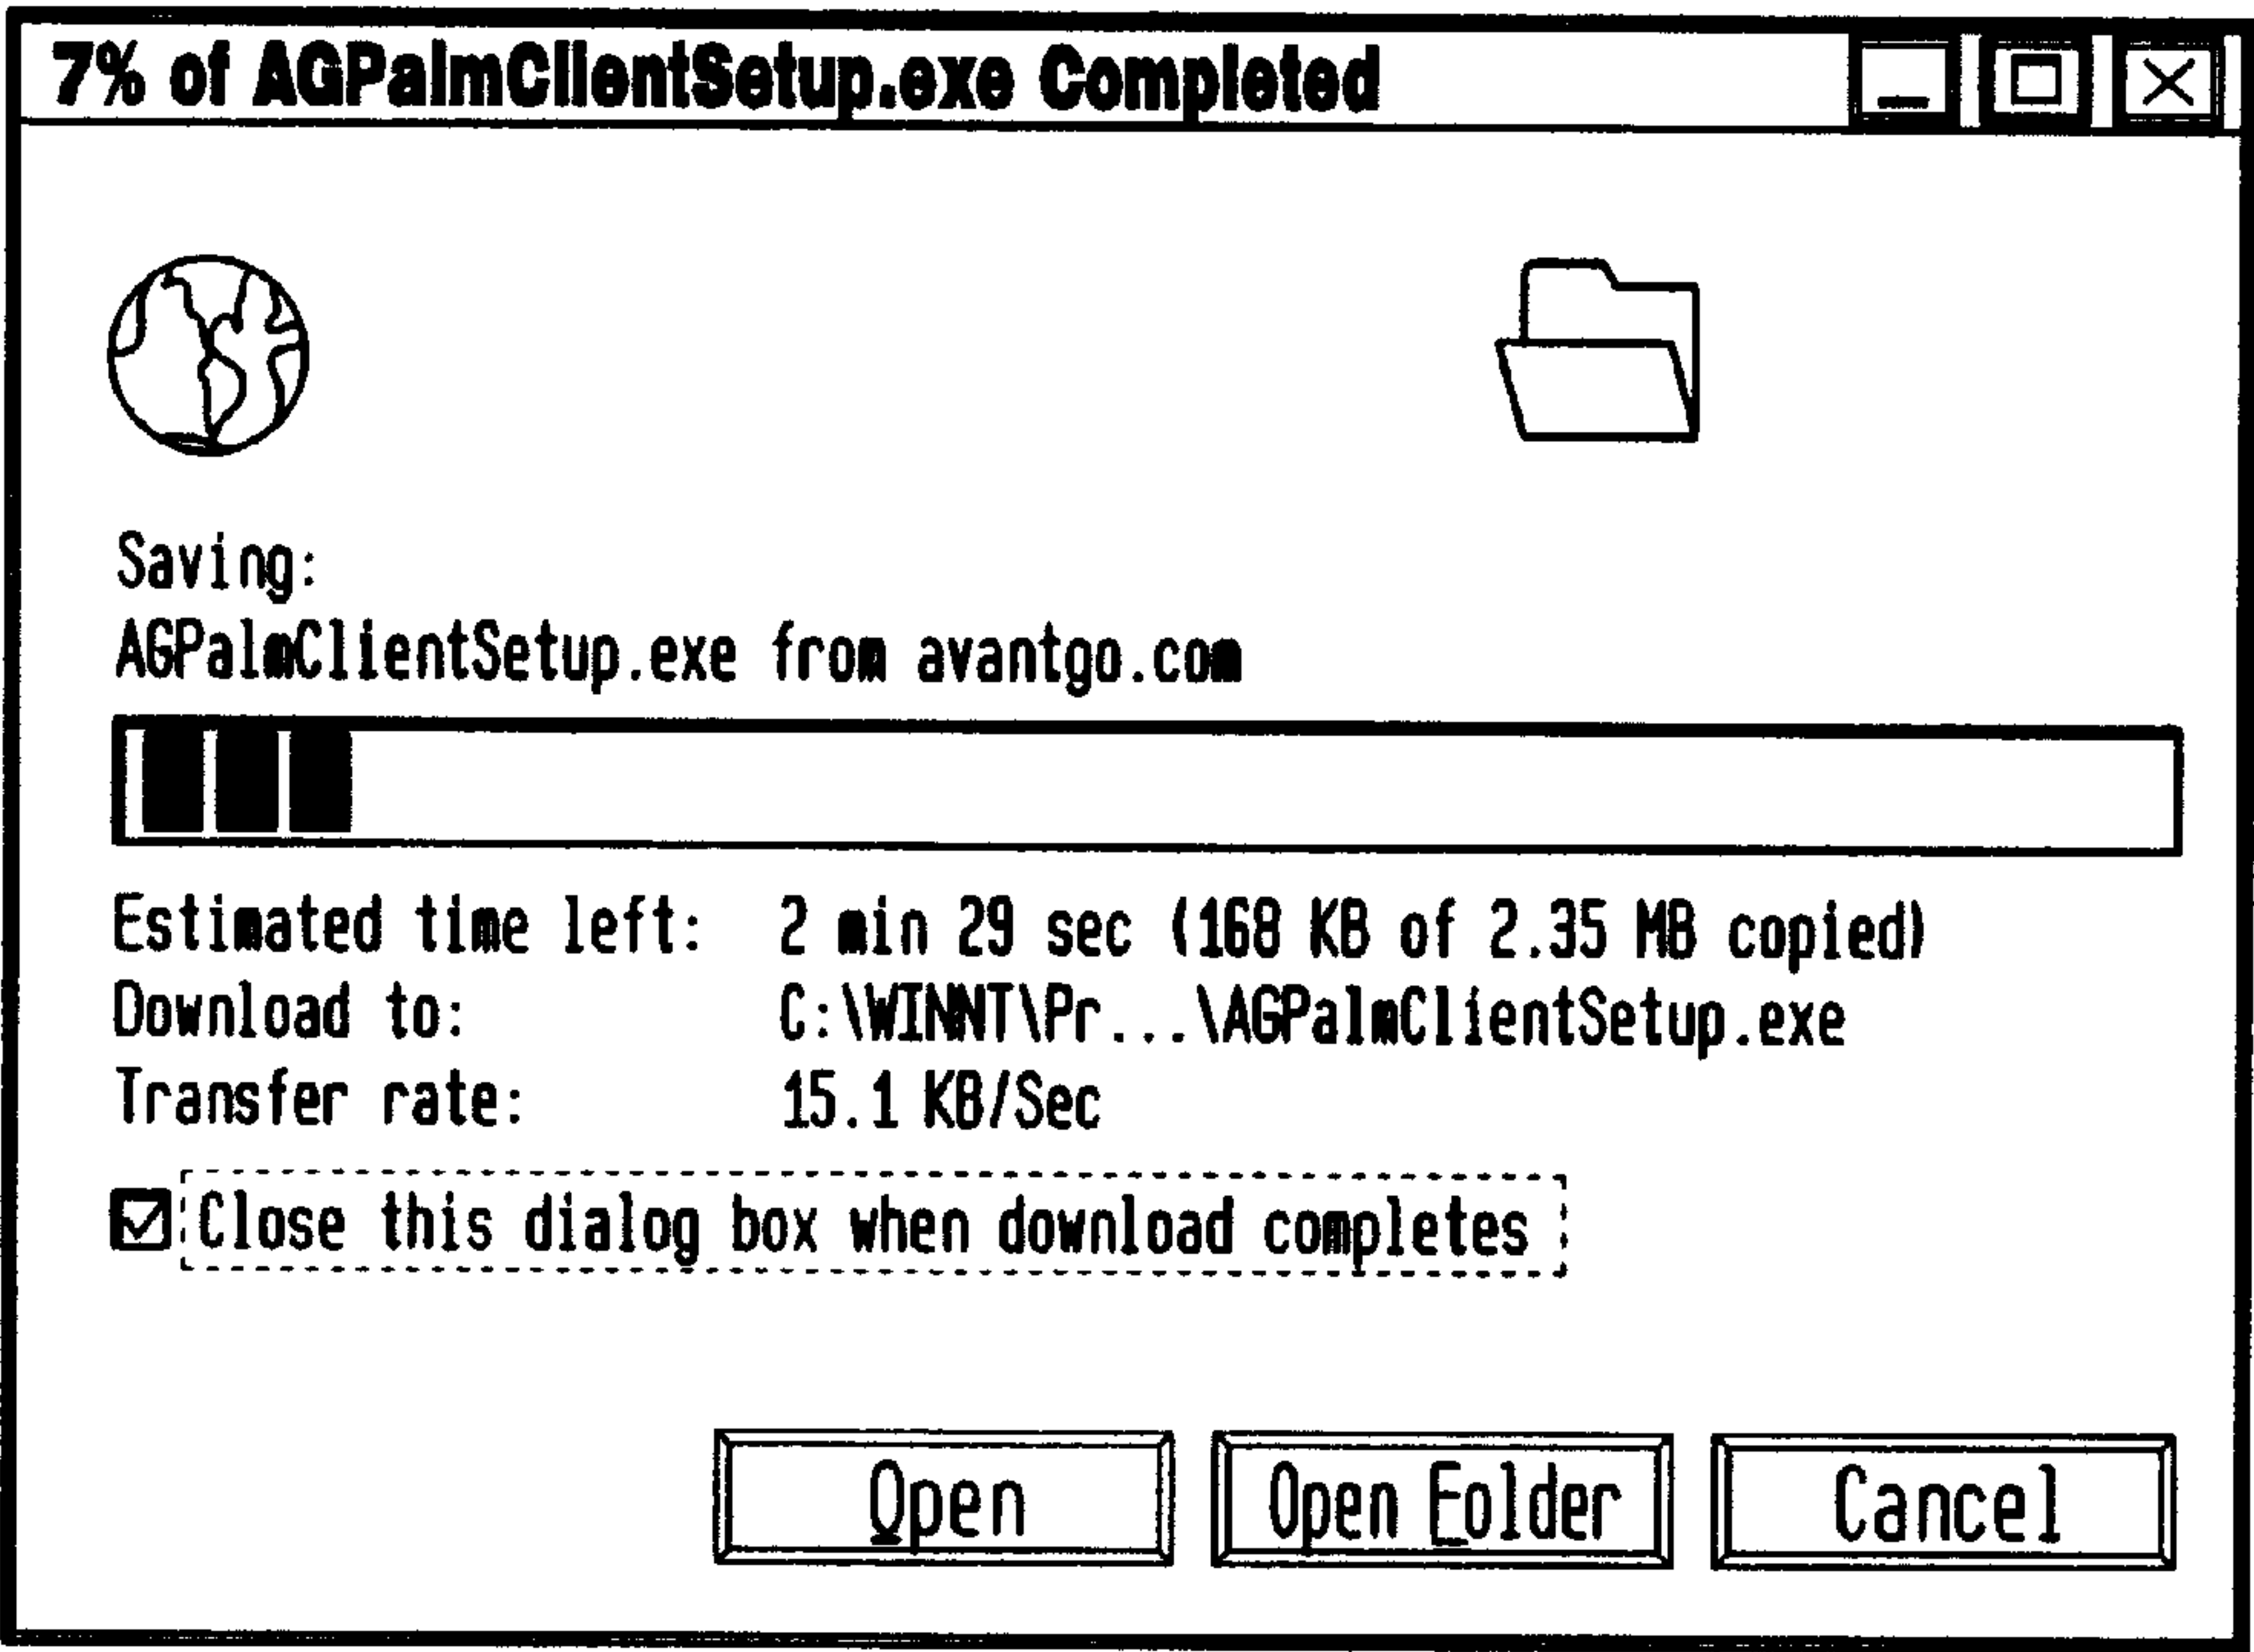 7% of AGPalmClientSetup.exe Completed
Saving:
AGPalmClientSetup.exe from avantgo.com
Estimated time left: 2 min 29 sec (168 KB of 2.35 MB copied)
Download to: C:\WINNT\Pr...\AGPalmClientSetup.exe
Transfer rate: 15.1 KB/Sec
Close this dialog box when download completes
Open Open Folder Cancel